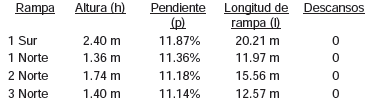 Rampa Altura (h) Pendiente (p) Longitud de rampa (l) Descansos
1 Sur 2.40 m 11.87% 20.21 m 0
1 Norte 1.36 m 11.36% 11.97 m 0
2 Norte 1.74 m 11.18% 15.56 m 0
3 Norte 1.40 m 11.14% 12.57 m 0